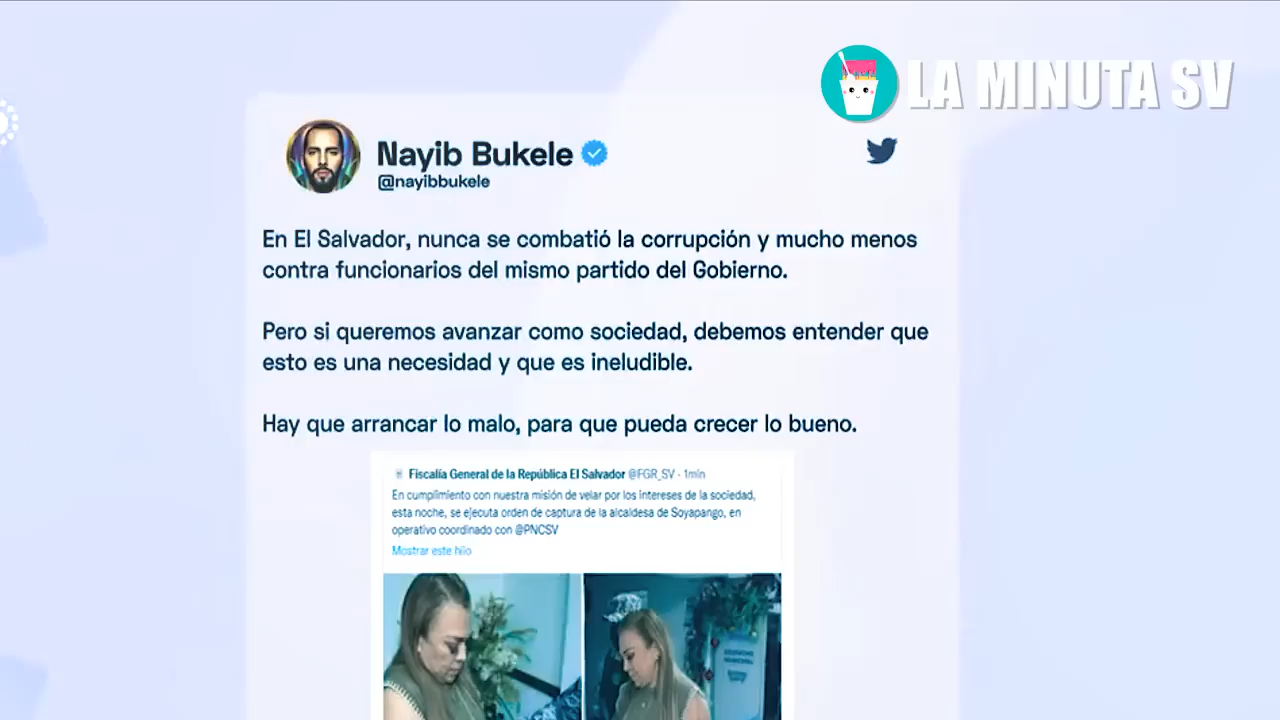 LA MINUTA SV
Nayib Bukele
@nayibbukele
En El Salvador, nunca se combatió la corrupción y mucho menos
contra funcionarios del mismo partido del Gobierno.
Pero si queremos avanzar como sociedad, debemos entender que
esto es una necesidad y que es ineludible.
Hay que arrancar lo malo, para que pueda crecer lo bueno.
Fiscalía General de la República El Salvador @FGR_SV · 1min
En cumplimiento con nuestra misión de velar por los intereses de la sociedad,
esta noche, se ejecuta orden de captura de la alcaldesa de Soyapango, en
operativo coordinado con @PNCSV
Mostrar este hilo